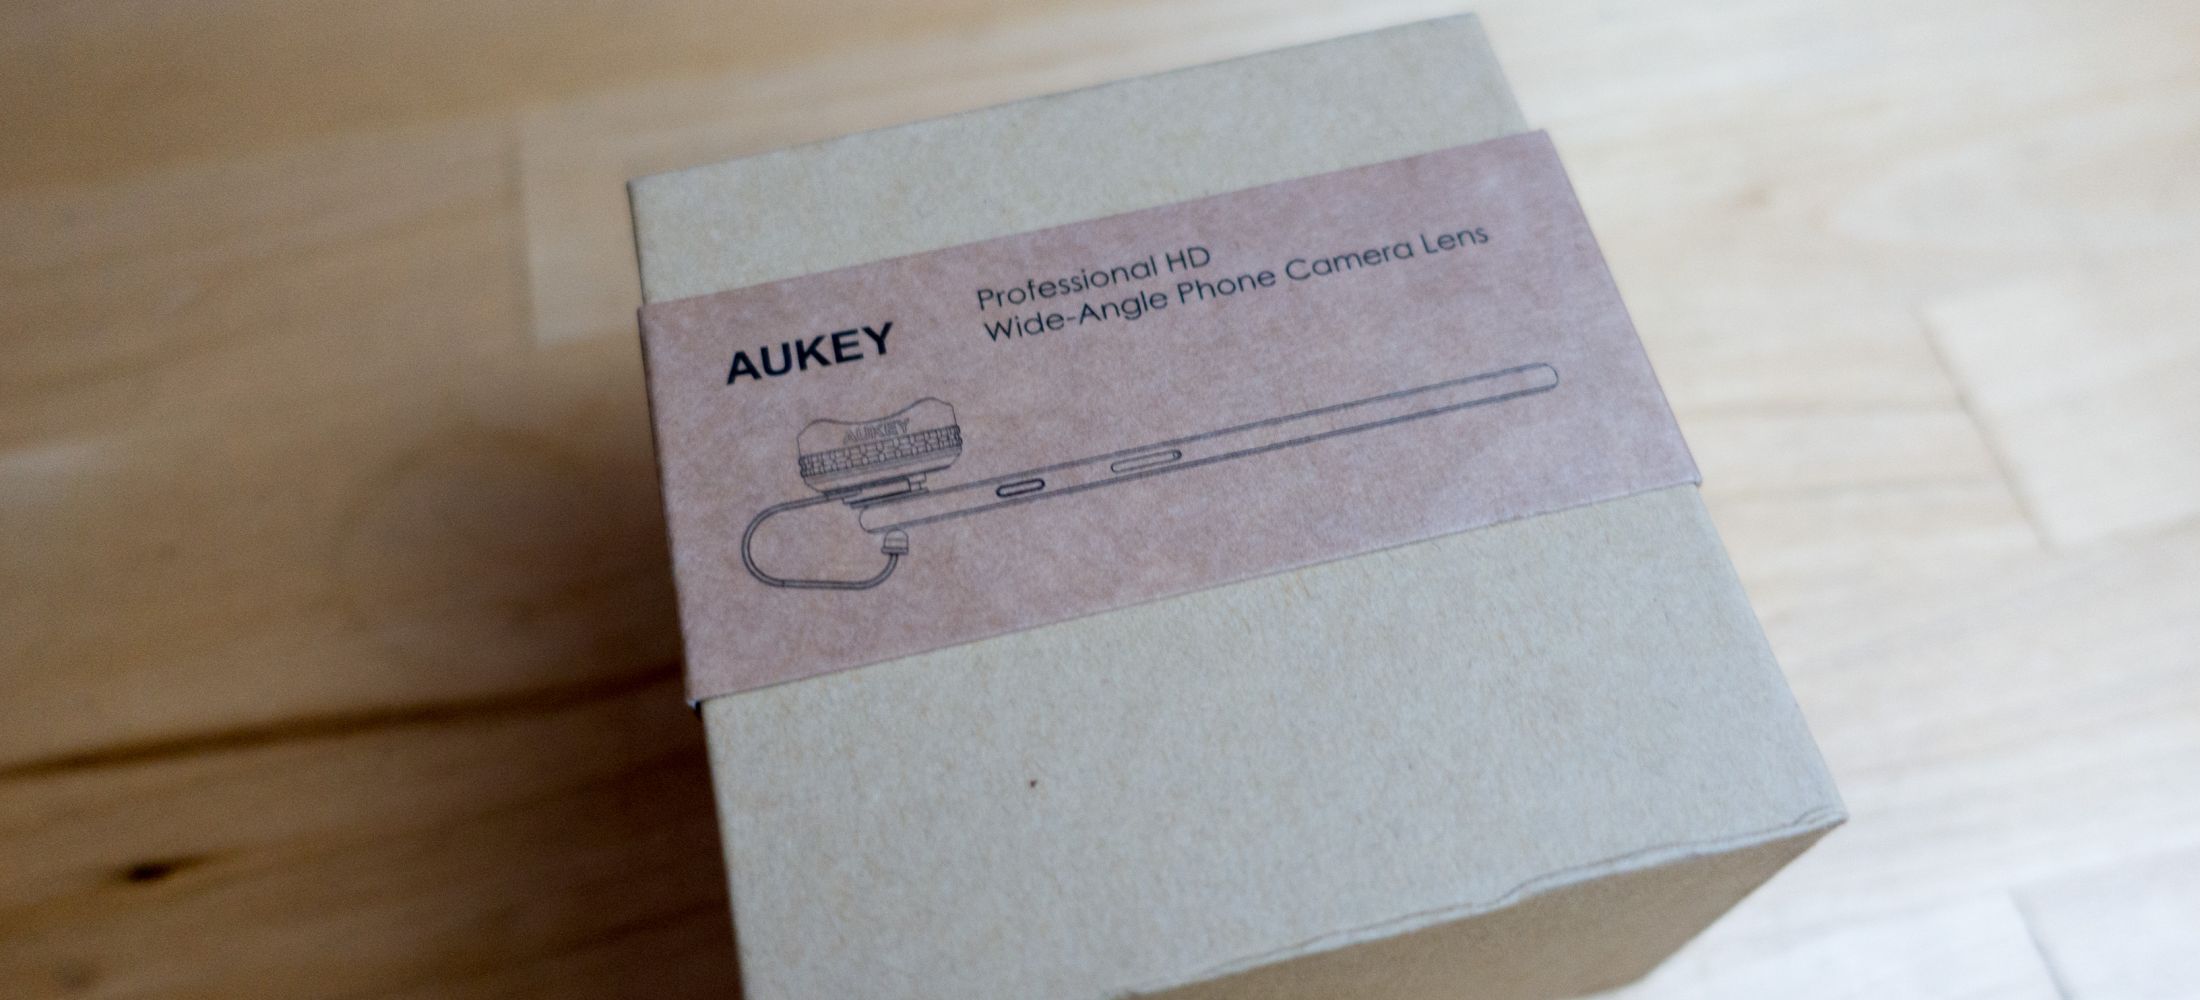 AUKEY
Professional HD
Wide-Angle Phone Camera Lens
AUKEY